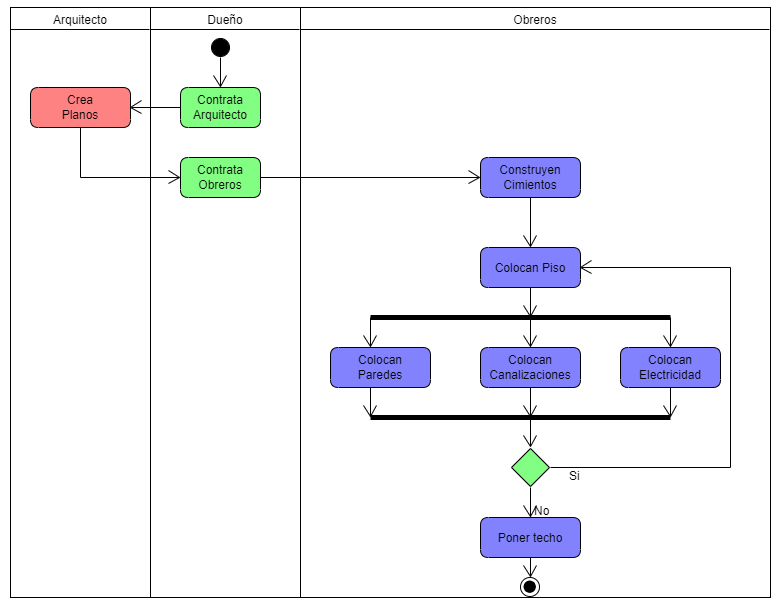 Arquitecto
Dueño
Obreros
Crea
Planos
Contrata
Arquitecto
Contrata
Obreros
Construyen
Cimientos
Colocan Piso
Colocan
Paredes
Colocan
Canalizaciones
Colocan
Electricidad
Si
No
Poner techo